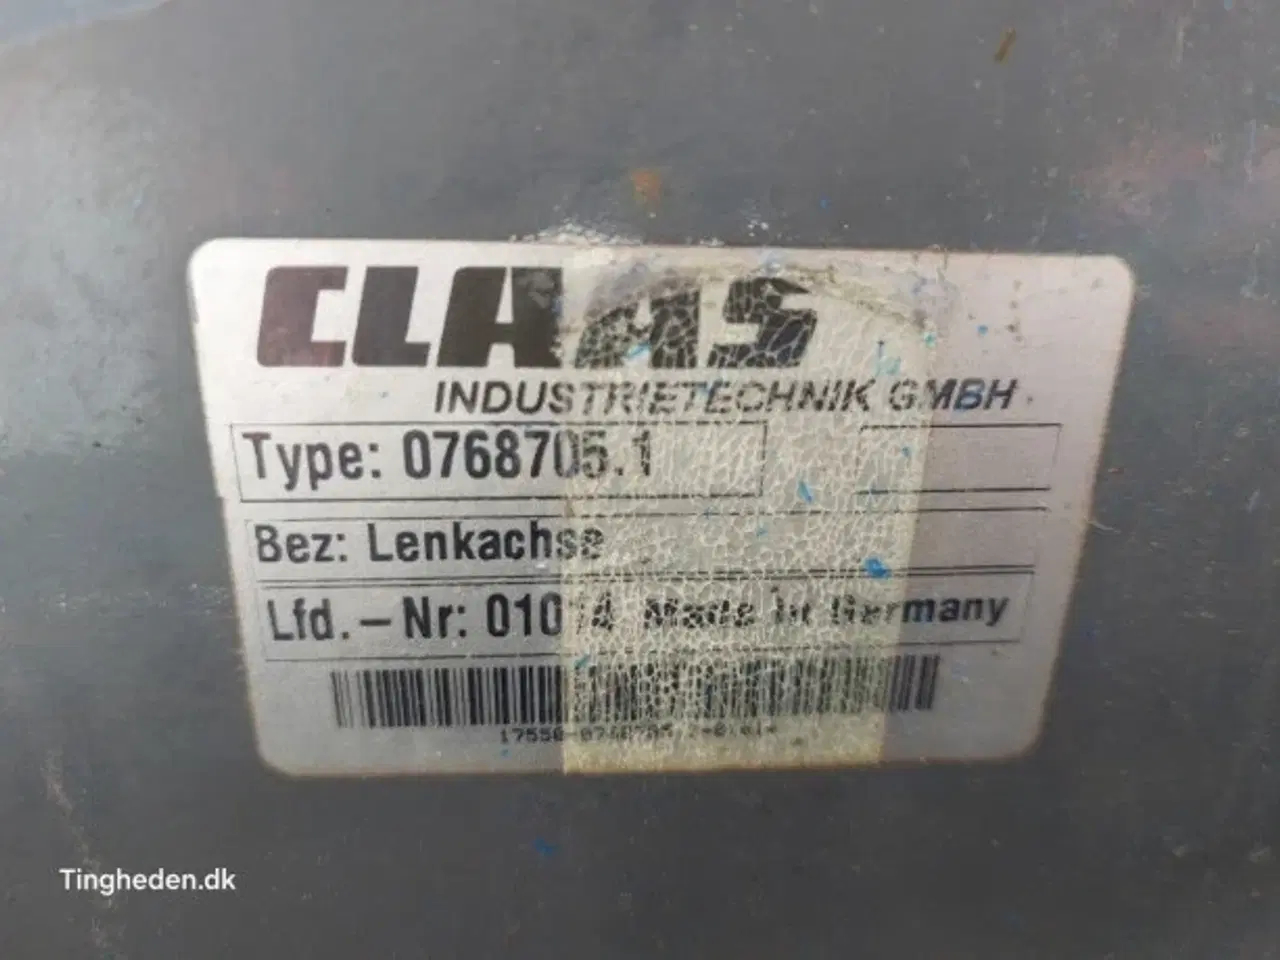 CLAAS
INDUSTRIETECHNIK GMBH
Type: 0768705.1
Bez: Lenkachse
Lfd.-Nr: 01014 Made in Germany
Tingheden.dk